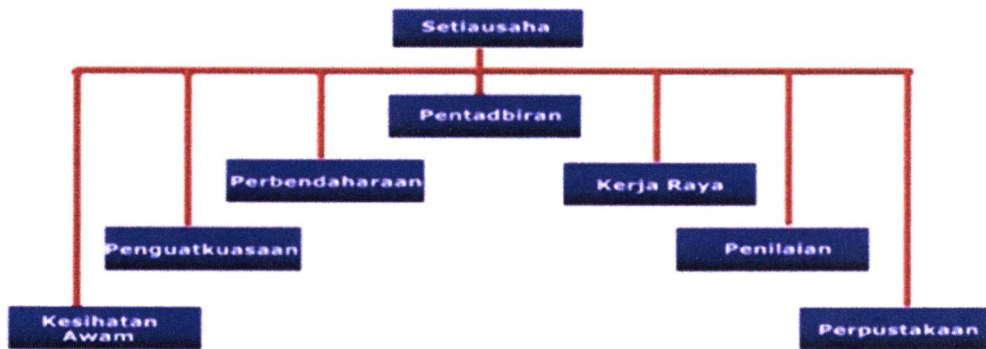 Setiausaha
Pentadbiran
Perbendaharaan
Kerja Raya
Penguatkuasaan
Penilaian
Kesihatan
Awam
Perpustakaan